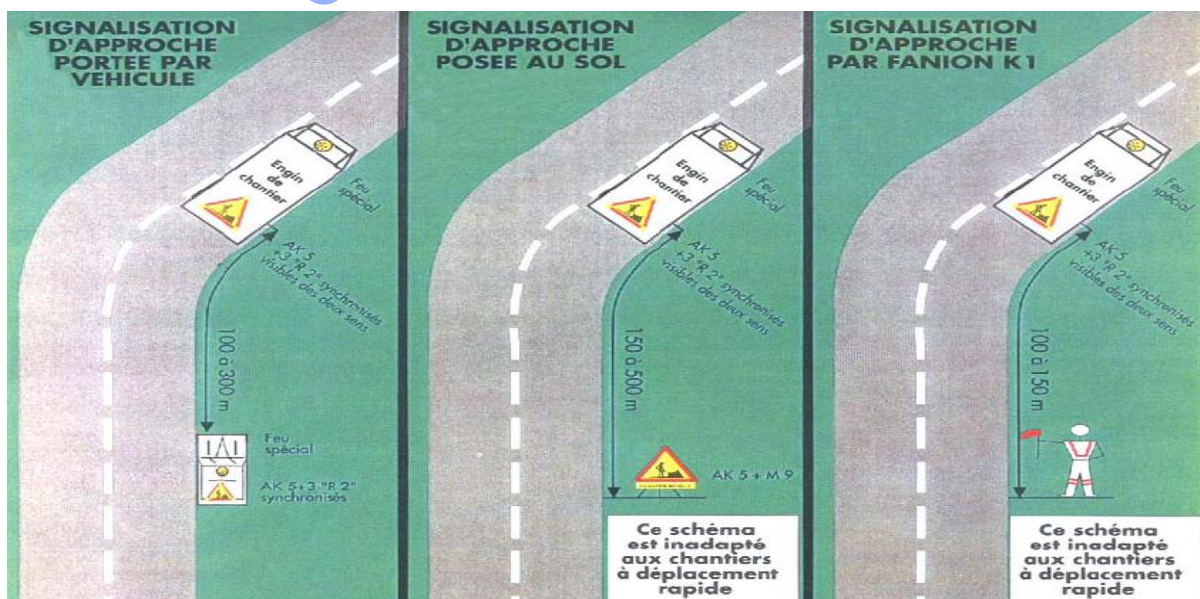 SIGNALISATION
D'APPROCHE
PORTEE PAR
VEHICULE
Engin
de
chantier
Feu
spécial
AK 5
+3 "R 2" synchronisés
visibles des deux sens
100 à 300 m
Feu
spécial
AK 5+3 "R 2"
synchronisés
SIGNALISATION
D'APPROCHE
POSEE AU SOL
Engin
de
chantier
Feu
spécial
AK 5
+3 "R 2" synchronisés
visibles des deux sens
150 à 500 m
AK 5 + M 9
Ce schéma
est inadapté
aux chantiers
à déplacement
rapide
SIGNALISATION
D'APPROCHE
PAR FANION K1
Engin
de
chantier
Feu
spécial
AK 5
+3 "R 2" synchronisés
visibles des deux sens
100 à 150 m
Ce schéma
est inadapté
aux chantiers
à déplacement
rapide